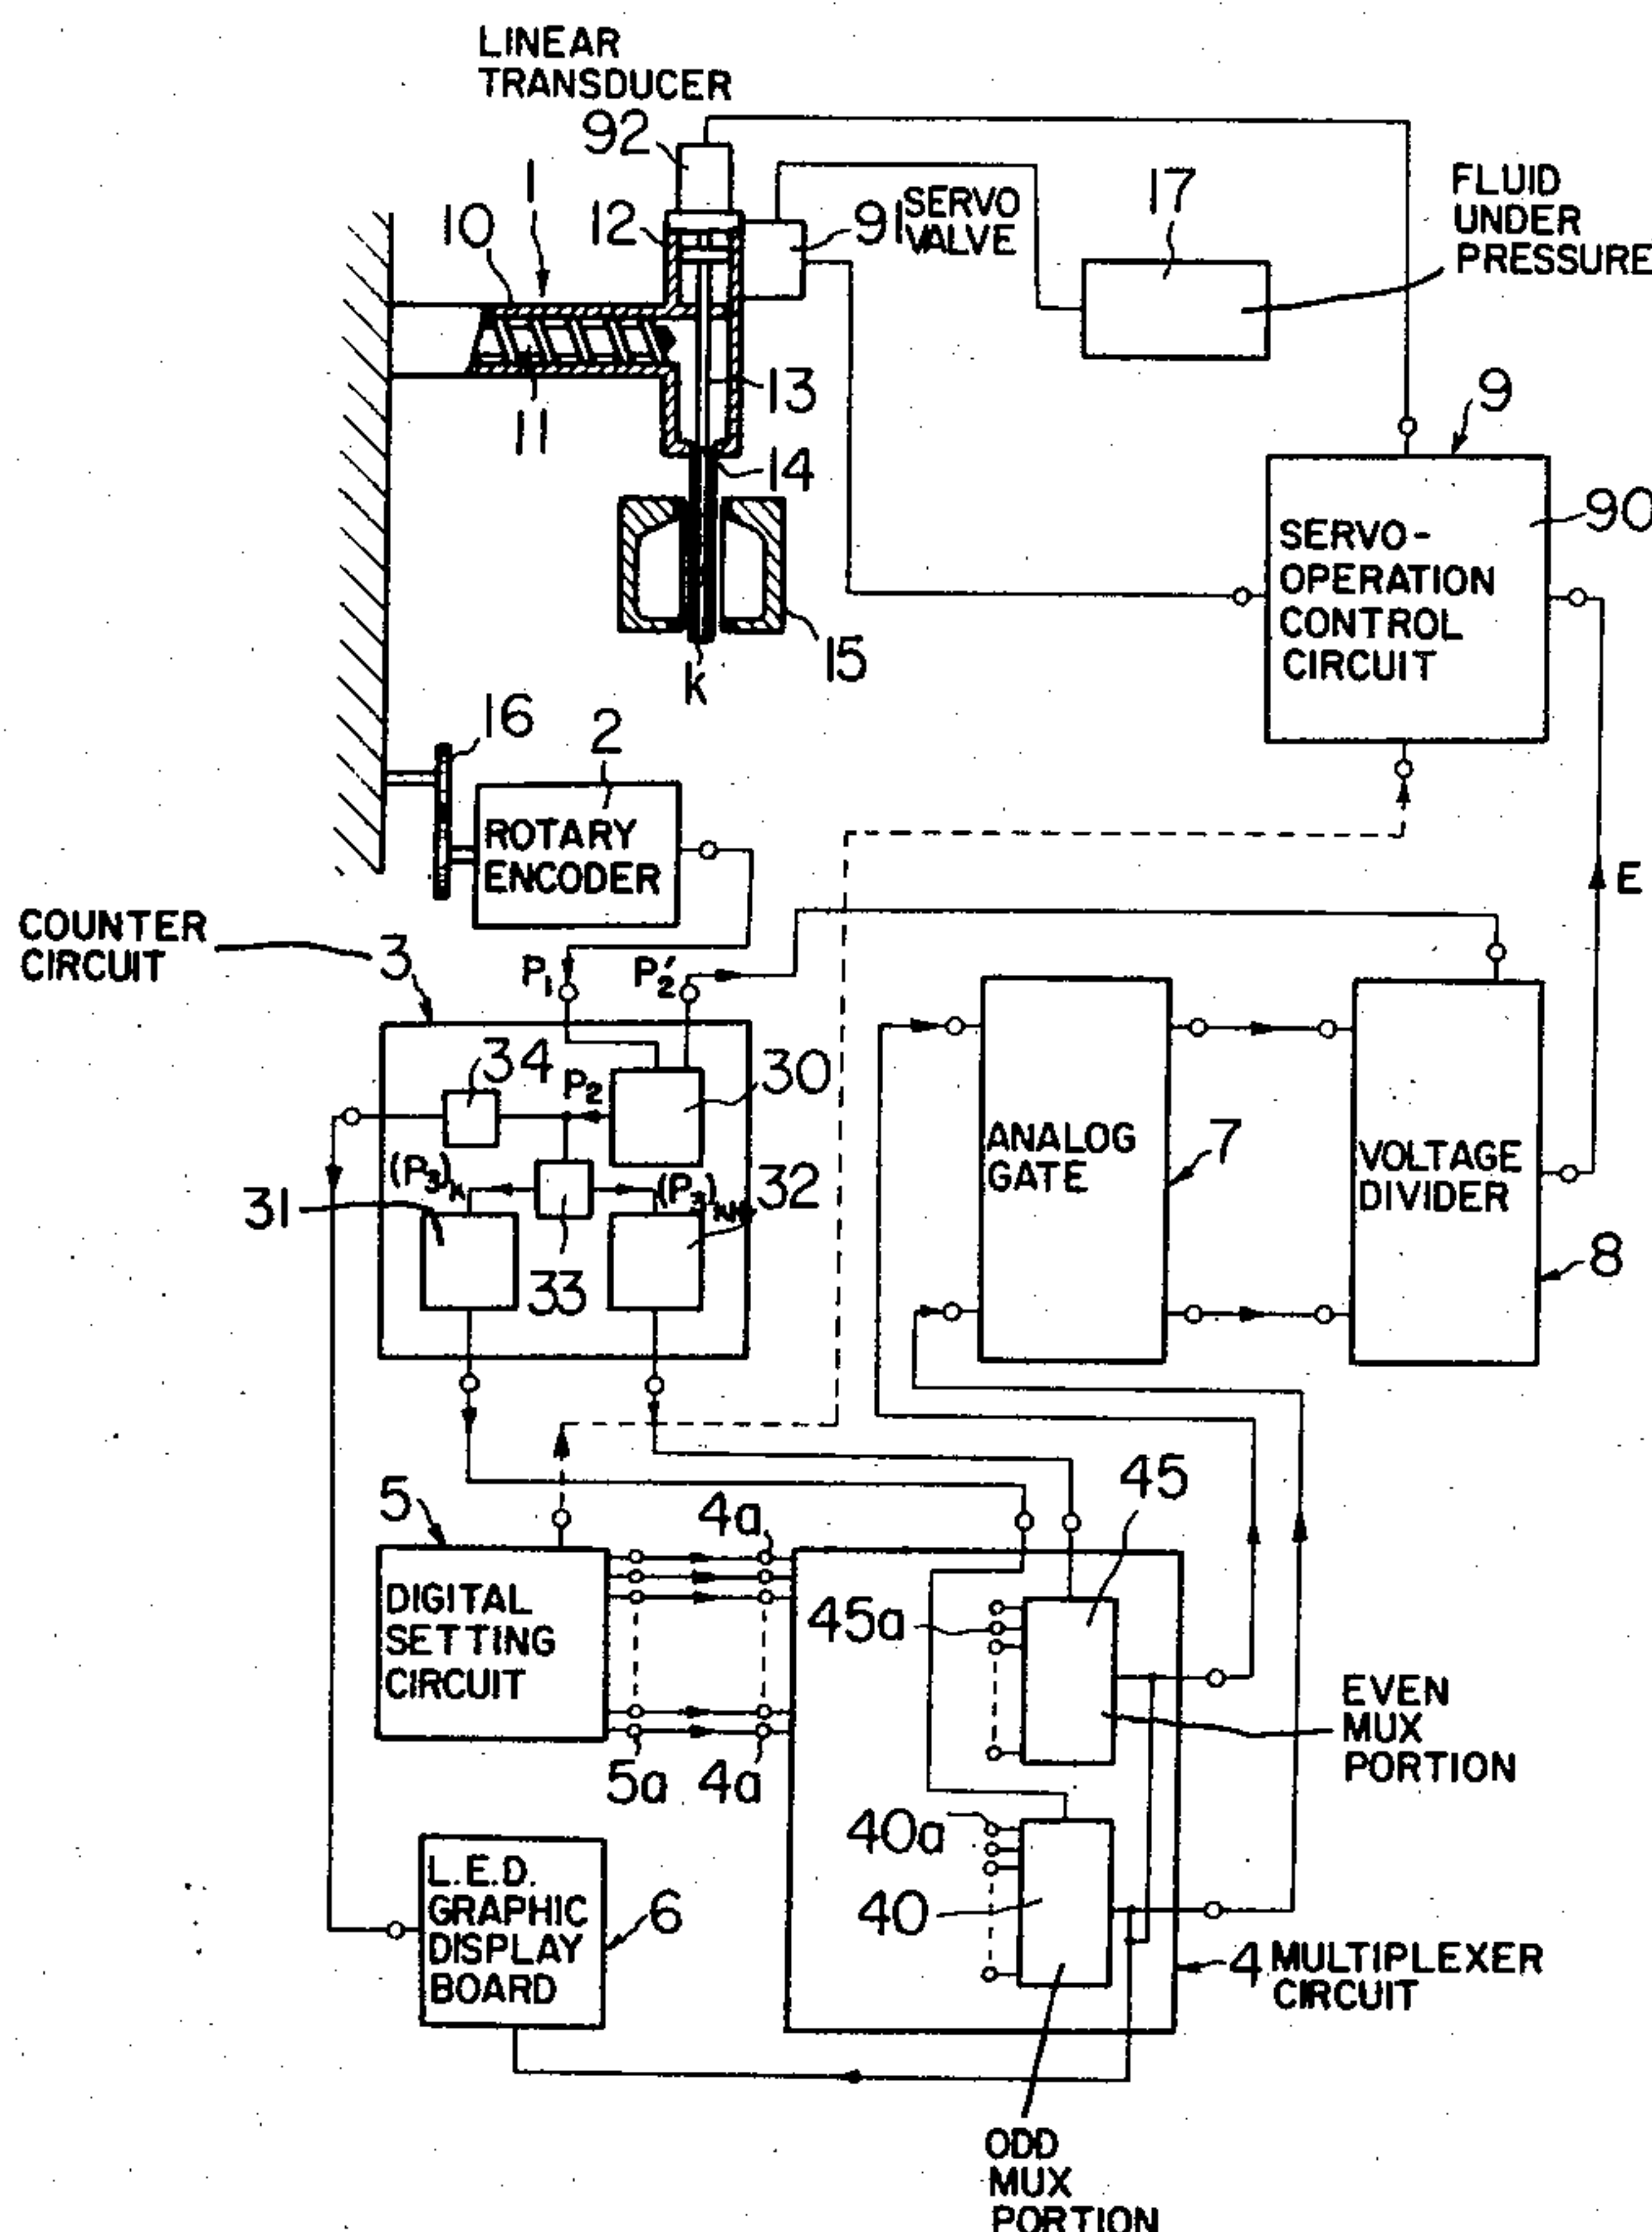 LINEAR
TRANSDUCER
92
1
10
12
91
SERVO
VALVE
17
FLUID
UNDER
PRESSURE
11
13
14
15
k
9
90
SERVO-
OPERATION
CONTROL
CIRCUIT
16
2
ROTARY
ENCODER
E
COUNTER
CIRCUIT
3
P1
P2'
34
P2
30
(P3)K
31
33
32
ANALOG
GATE
7
VOLTAGE
DIVIDER
8
5
4a
45
DIGITAL
SETTING
CIRCUIT
45a
5a 4a
EVEN
MUX
PORTION
40a
40
L.E.D.
GRAPHIC
DISPLAY
BOARD
6
4 MULTIPLEXER
CIRCUIT
ODD
MUX
PORTION